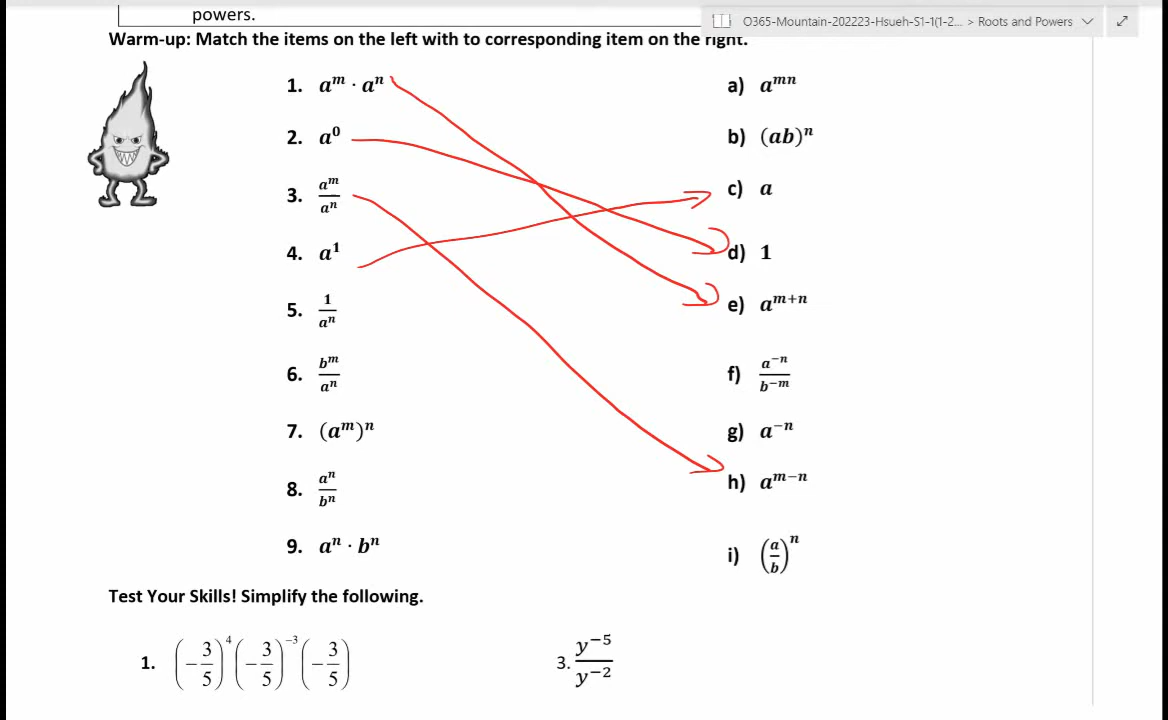 powers.
O365-Mountain-202223-Hsueh-S1-1(1-2... > Roots and Powers
Warm-up: Match the items on the left with to corresponding item on the right.
1. aᵐ · aⁿ
a) aᵐⁿ
2. a⁰
b) (ab)ⁿ
3. aᵐ/aⁿ
c) a
4. a¹
d) 1
5. 1/aⁿ
e) aᵐ⁺ⁿ
6. bᵐ/aⁿ
f) a⁻ⁿ/b⁻ᵐ
7. (aᵐ)ⁿ
g) a⁻ⁿ
8. aⁿ/bⁿ
h) aᵐ⁻ⁿ
9. aⁿ · bⁿ
i) (a/b)ⁿ
Test Your Skills! Simplify the following.
1. (-3/5)⁴(-3/5)⁻³(-3/5)
3. y⁻⁵/y⁻²